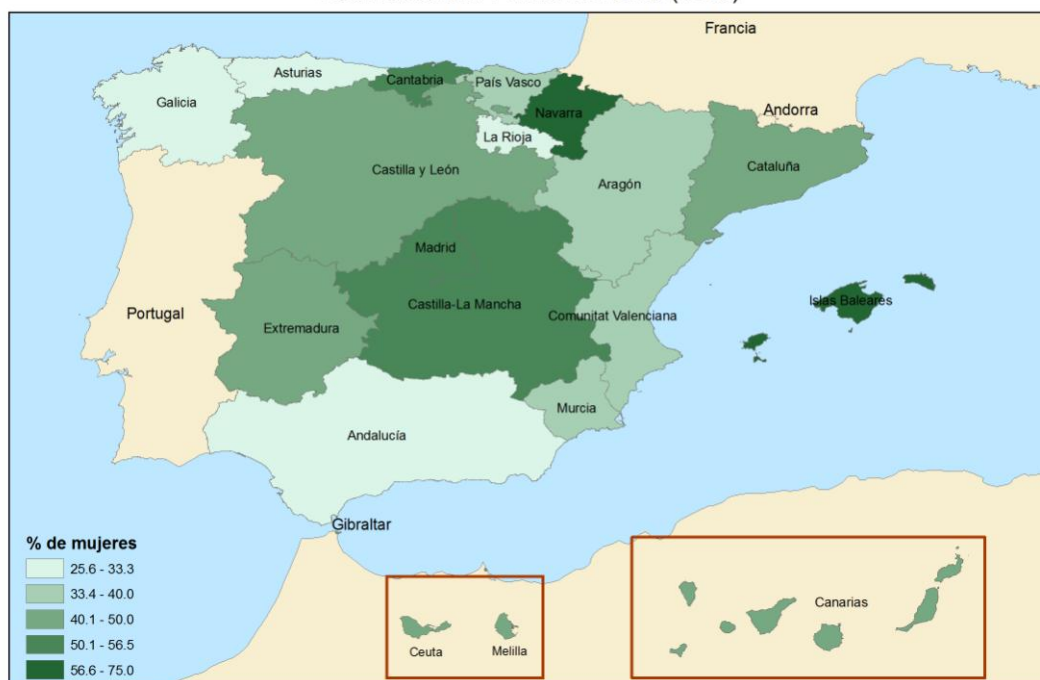 Francia
Asturias
Cantabria
País Vasco
Galicia
Navarra
Andorra
La Rioja
Castilla y León
Cataluña
Aragón
Madrid
Islas Baleares
Castilla-La Mancha
Portugal
Comunitat Valenciana
Extremadura
Murcia
Andalucía
Gibraltar
% de mujeres
25.6 - 33.3
33.4 - 40.0
40.1 - 50.0
50.1 - 56.5
56.6 - 75.0
Ceuta
Melilla
Canarias